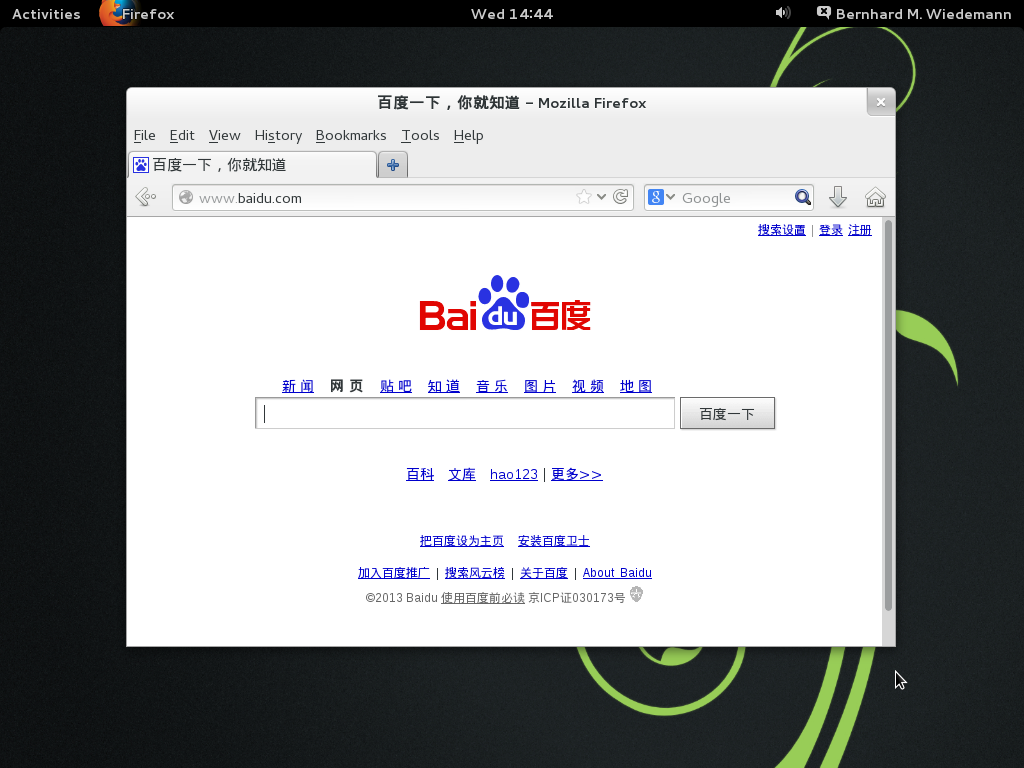 Activities Firefox Wed 14:44 Bernhard M. Wiedemann
百度一下，你就知道 - Mozilla Firefox
File Edit View History Bookmarks Tools Help
百度一下，你就知道
www.baidu.com Google
搜索设置 | 登录 注册
Bai du 百度
新 闻 网 页 贴 吧 知 道 音 乐 图 片 视 频 地 图
百度一下
百科 文库 hao123 | 更多>>
把百度设为主页 安装百度卫士
加入百度推广 | 搜索风云榜 | 关于百度 | About Baidu
©2013 Baidu 使用百度前必读 京ICP证030173号